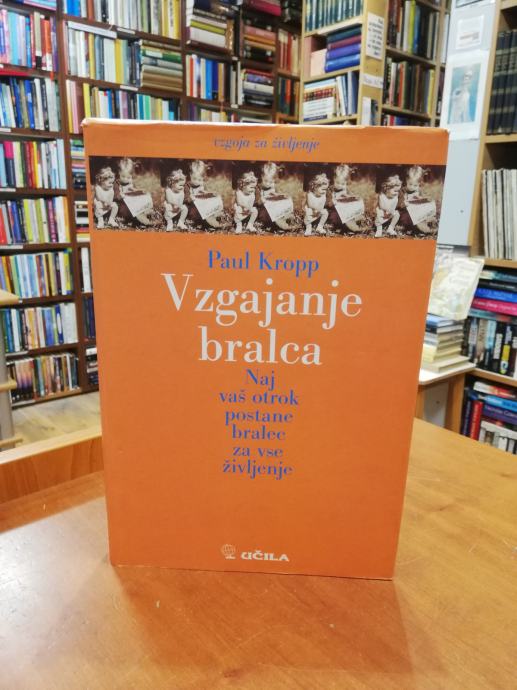 vzgoja za življenje
Paul Kropp
Vzgajanje
bralca
Naj
vaš otrok
postane
bralec
za vse
življenje
UČILA